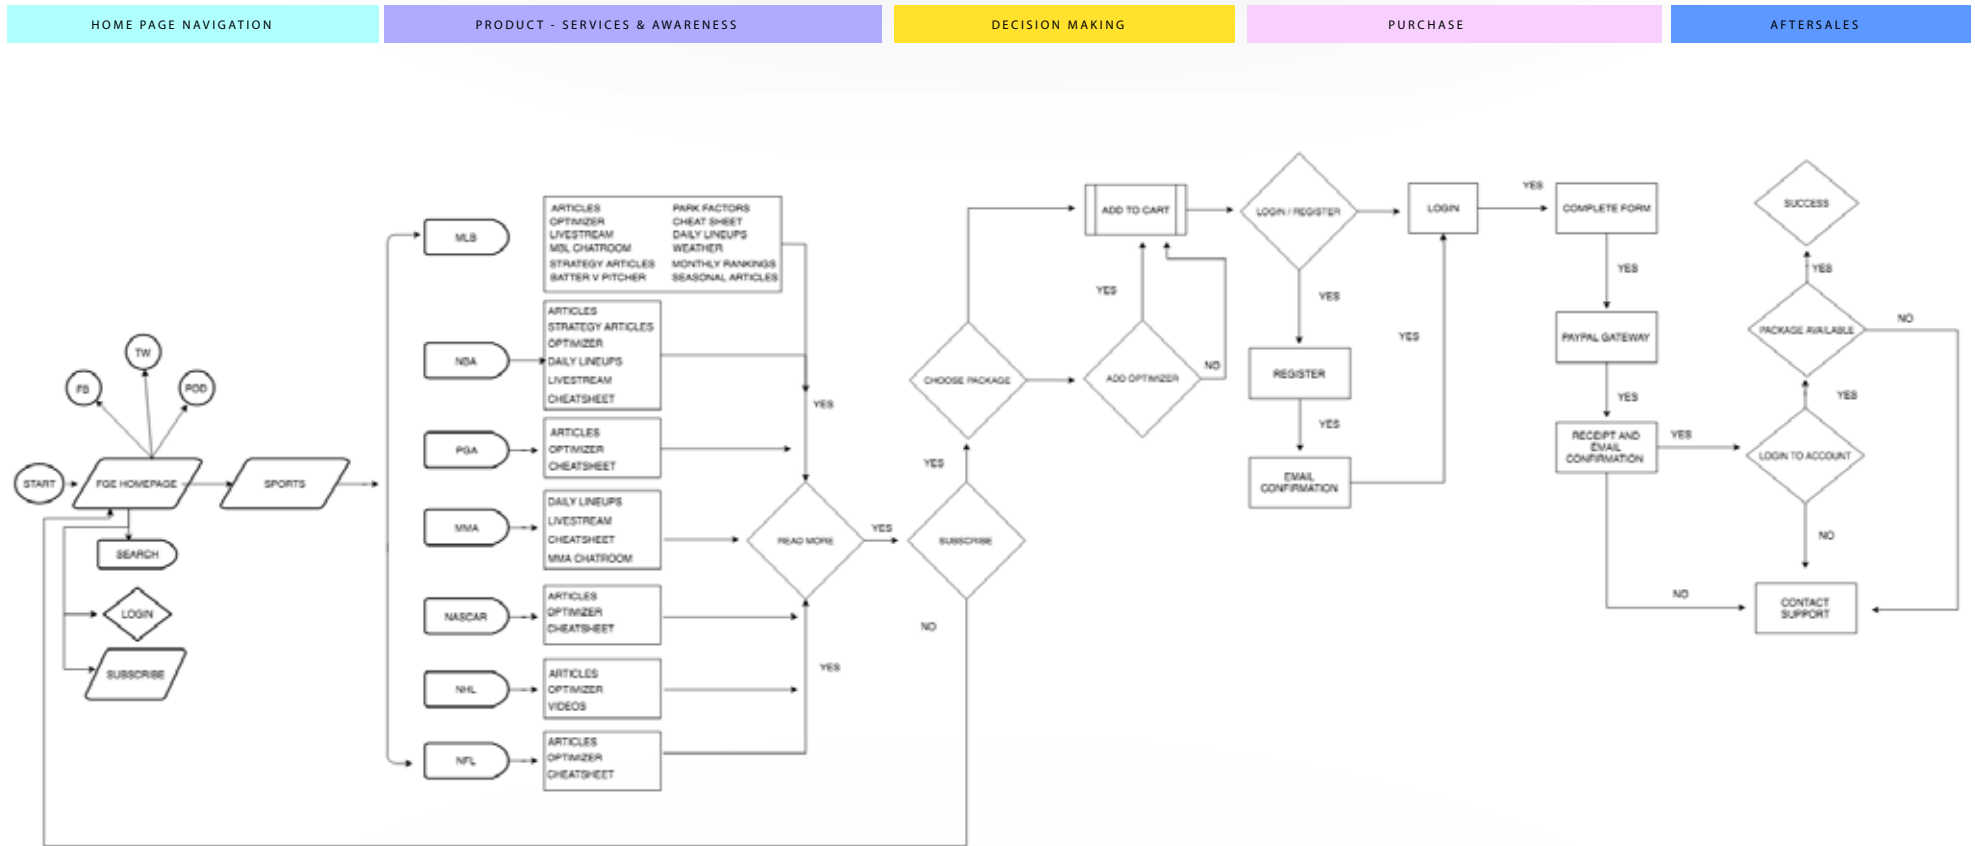 HOME PAGE NAVIGATION
PRODUCT - SERVICES & AWARENESS
DECISION MAKING
PURCHASE
AFTERSALES
START
FB
TW
POD
FGE HOMEPAGE
SPORTS
SEARCH
LOGIN
SUBSCRIBE
MLB
ARTICLES
OPTIMIZER
LIVESTREAM
MBL CHATROOM
STRATEGY ARTICLES
BATTER V PITCHER
PARK FACTORS
CHEAT SHEET
DAILY LINEUPS
WEATHER
MONTHLY RANKINGS
SEASONAL ARTICLES
NBA
ARTICLES
STRATEGY ARTICLES
OPTIMIZER
DAILY LINEUPS
LIVESTREAM
CHEATSHEET
YES
PGA
ARTICLES
OPTIMIZER
CHEATSHEET
MMA
DAILY LINEUPS
LIVESTREAM
CHEATSHEET
MMA CHATROOM
NASCAR
ARTICLES
OPTIMIZER
CHEATSHEET
NHL
ARTICLES
OPTIMIZER
VIDEOS
NFL
ARTICLES
OPTIMIZER
CHEATSHEET
YES
READ MORE
YES
SUBSCRIBE
NO
YES
CHOOSE PACKAGE
ADD OPTIMIZER
YES
NO
ADD TO CART
LOGIN / REGISTER
YES
REGISTER
YES
EMAIL
CONFIRMATION
YES
LOGIN
YES
COMPLETE FORM
YES
PAYPAL GATEWAY
YES
RECEIPT AND
EMAIL
CONFIRMATION
YES
NO
LOGIN TO ACCOUNT
YES
NO
PACKAGE AVAILABLE
YES
NO
SUCCESS
CONTACT
SUPPORT